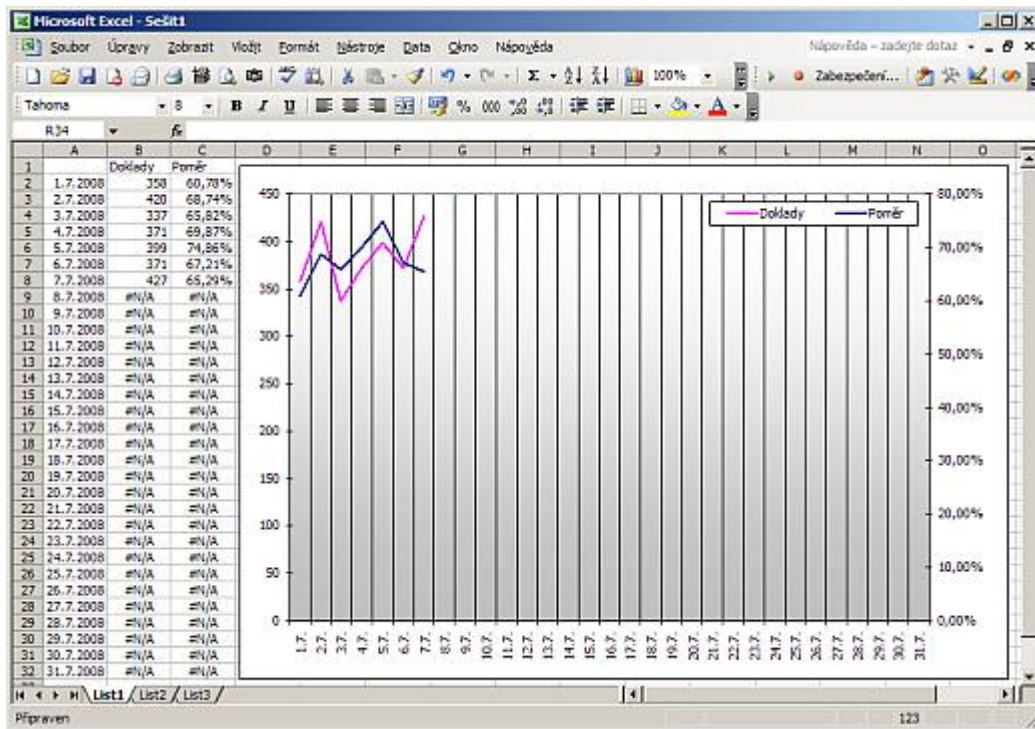 Microsoft Excel - Sešit1
Soubor Úpravy Zobrazit Vložit Formát Nástroje Data Okno Nápověda Nápověda – zadejte dotaz
100% Zabezpečení...
Tahoma 8 B I U % 000
R34 fx
A B C D E F G H I J K L M N O
1 Doklady Poměr
2 1.7.2008 358 60,78%
3 2.7.2008 420 68,74%
4 3.7.2008 337 65,82%
5 4.7.2008 371 69,87%
6 5.7.2008 399 74,86%
7 6.7.2008 371 67,21%
8 7.7.2008 427 65,29%
9 8.7.2008 #N/A #N/A
10 9.7.2008 #N/A #N/A
11 10.7.2008 #N/A #N/A
12 11.7.2008 #N/A #N/A
13 12.7.2008 #N/A #N/A
14 13.7.2008 #N/A #N/A
15 14.7.2008 #N/A #N/A
16 15.7.2008 #N/A #N/A
17 16.7.2008 #N/A #N/A
18 17.7.2008 #N/A #N/A
19 18.7.2008 #N/A #N/A
20 19.7.2008 #N/A #N/A
21 20.7.2008 #N/A #N/A
22 21.7.2008 #N/A #N/A
23 22.7.2008 #N/A #N/A
24 23.7.2008 #N/A #N/A
25 24.7.2008 #N/A #N/A
26 25.7.2008 #N/A #N/A
27 26.7.2008 #N/A #N/A
28 27.7.2008 #N/A #N/A
29 28.7.2008 #N/A #N/A
30 29.7.2008 #N/A #N/A
31 30.7.2008 #N/A #N/A
32 31.7.2008 #N/A #N/A
450
400
350
300
250
200
150
100
50
0
Doklady Poměr
80,00%
70,00%
60,00%
50,00%
40,00%
30,00%
20,00%
10,00%
0,00%
1.7. 2.7. 3.7. 4.7. 5.7. 6.7. 7.7. 8.7. 9.7. 10.7. 11.7. 12.7. 13.7. 14.7. 15.7. 16.7. 17.7. 18.7. 19.7. 20.7. 21.7. 22.7. 23.7. 24.7. 25.7. 26.7. 27.7. 28.7. 29.7. 30.7. 31.7.
List1 List2 List3
Připraven 123